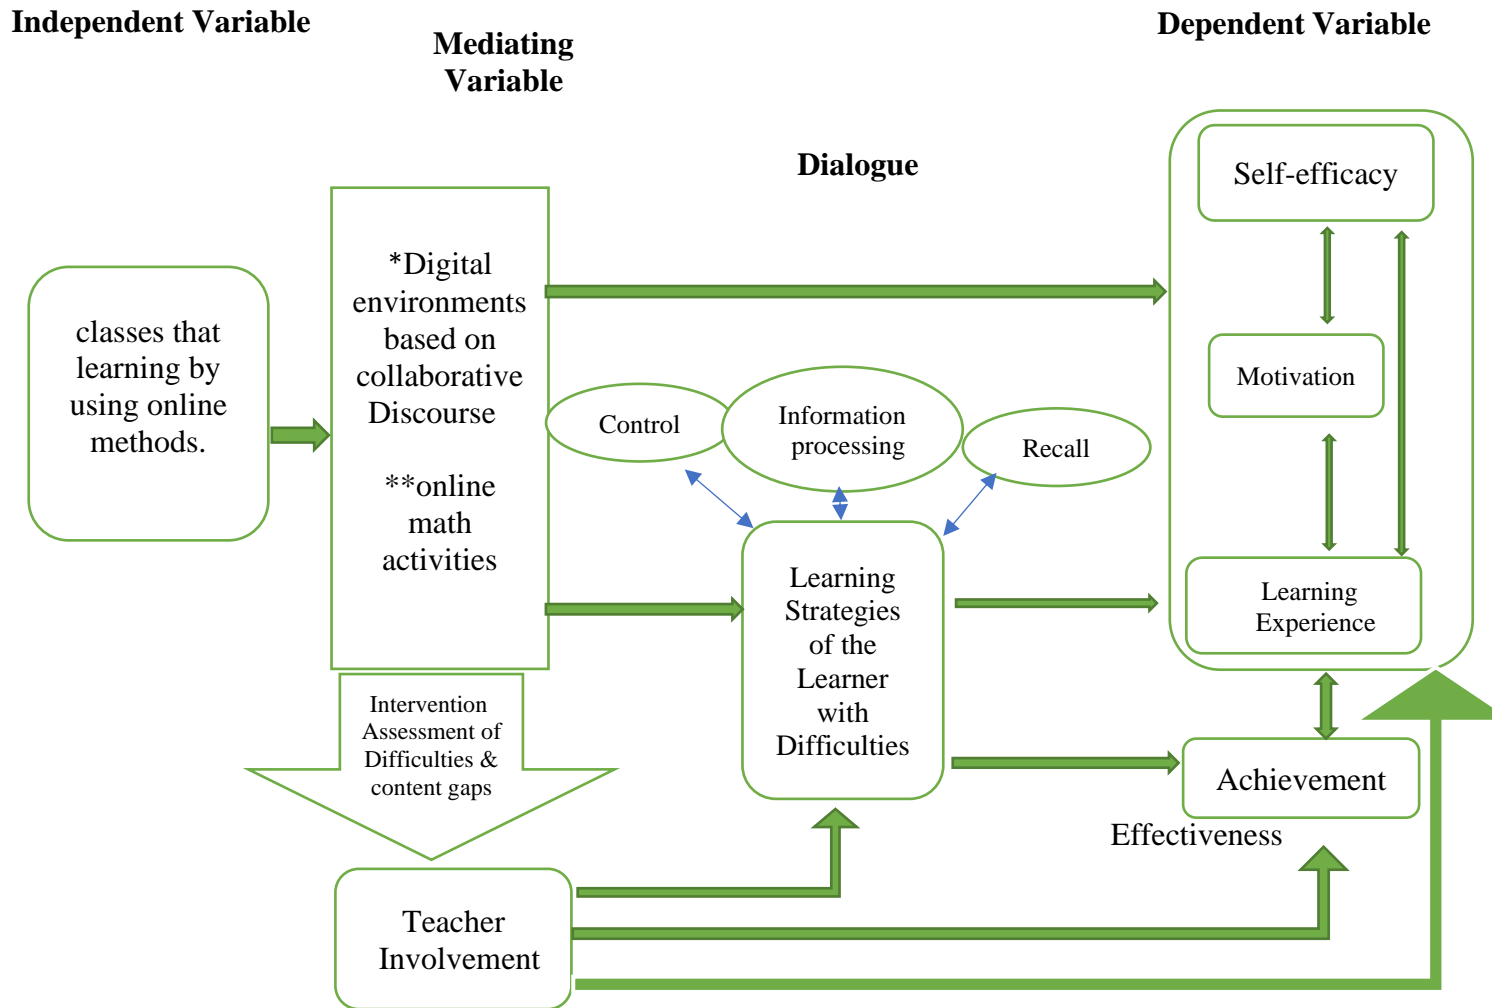 Independent Variable
Mediating
Variable
Dependent Variable
Dialogue
classes that
learning by
using online
methods.
*Digital
environments
based on
collaborative
Discourse
**online
math
activities
Control
Information
processing
Recall
Learning
Strategies
of the
Learner
with
Difficulties
Self-efficacy
Motivation
Learning
Experience
Achievement
Effectiveness
Intervention
Assessment of
Difficulties &
content gaps
Teacher
Involvement